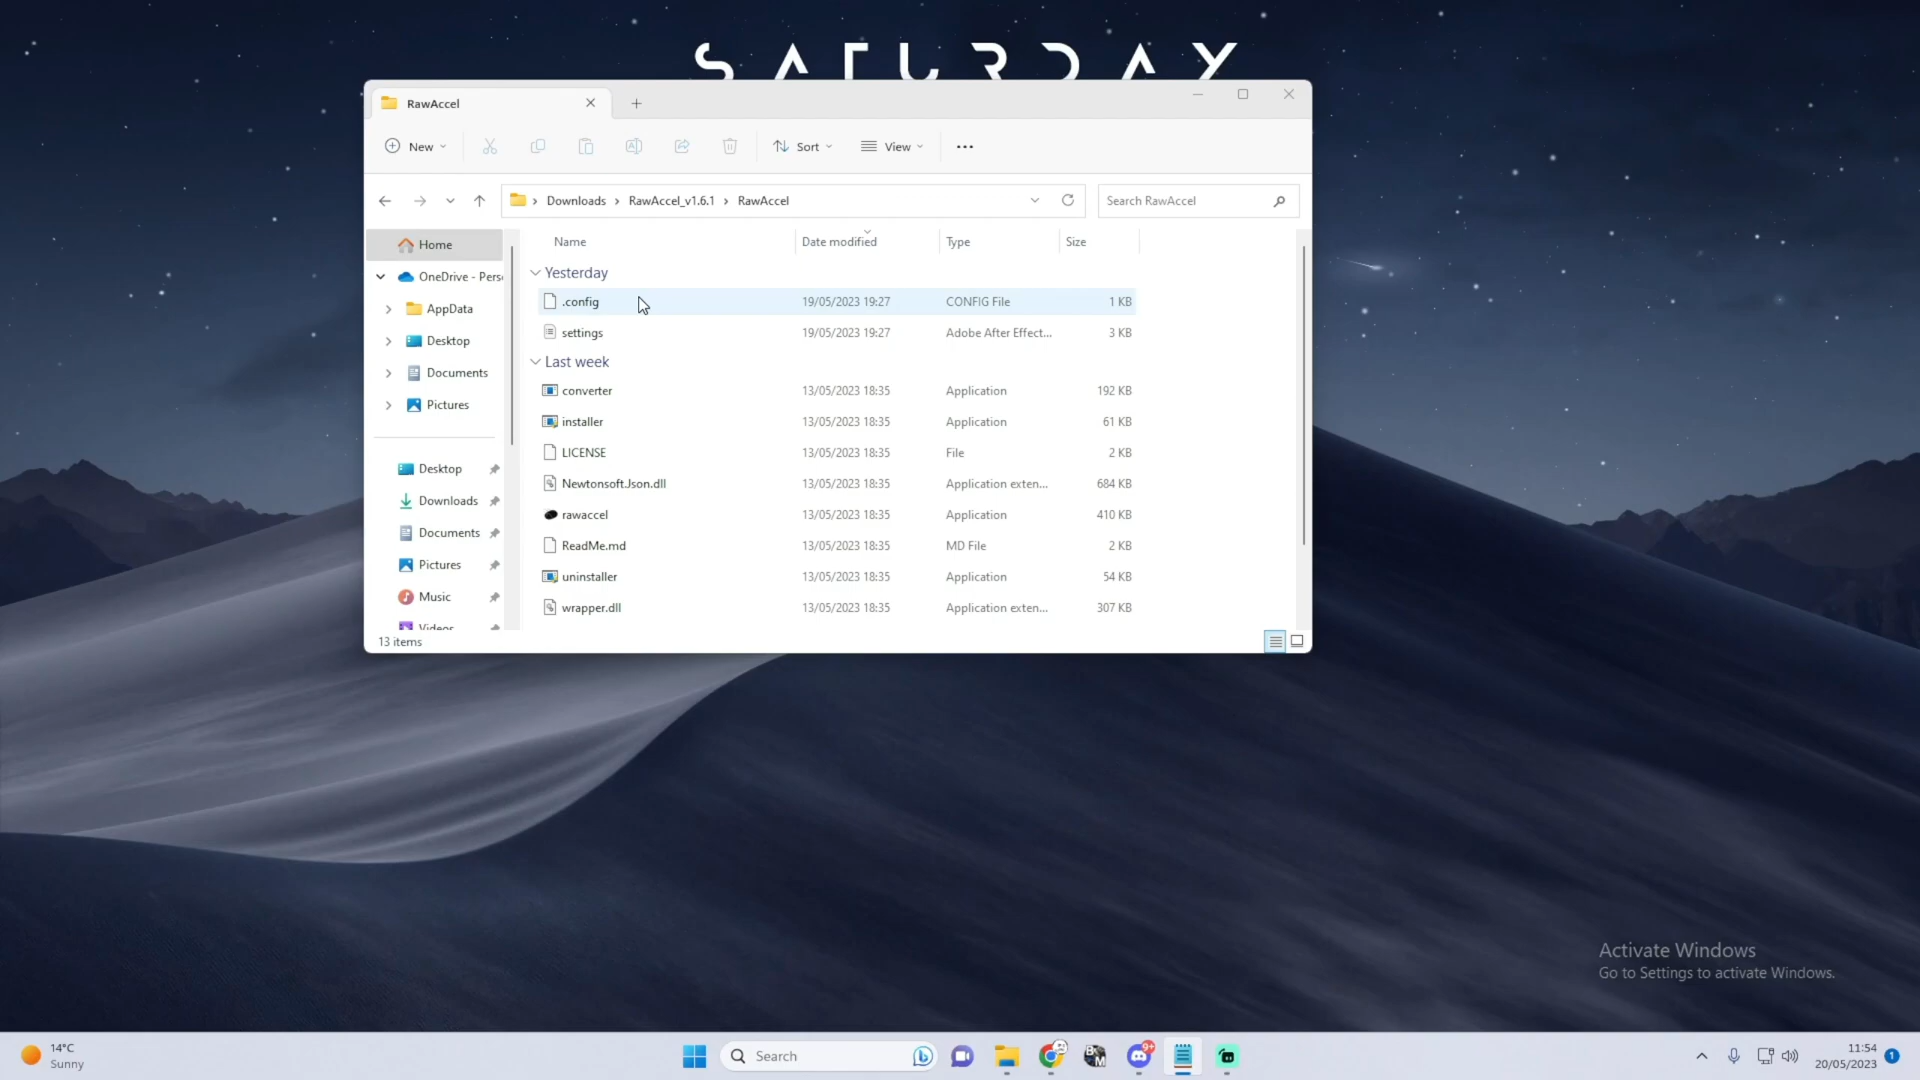 SATURDAY
RawAccel
New Sort View
Downloads RawAccel_v1.6.1 RawAccel Search RawAccel
Home
OneDrive - Pers
AppData
Desktop
Documents
Pictures
Desktop
Downloads
Documents
Pictures
Music
Videos
Name Date modified Type Size
Yesterday
.config 19/05/2023 19:27 CONFIG File 1 KB
settings 19/05/2023 19:27 Adobe After Effect... 3 KB
Last week
converter 13/05/2023 18:35 Application 192 KB
installer 13/05/2023 18:35 Application 61 KB
LICENSE 13/05/2023 18:35 File 2 KB
Newtonsoft.Json.dll 13/05/2023 18:35 Application exten... 684 KB
rawaccel 13/05/2023 18:35 Application 410 KB
ReadMe.md 13/05/2023 18:35 MD File 2 KB
uninstaller 13/05/2023 18:35 Application 54 KB
wrapper.dll 13/05/2023 18:35 Application exten... 307 KB
13 items
Activate Windows
Go to Settings to activate Windows.
14°C
Sunny
Search
9+
11:54
20/05/2023
1